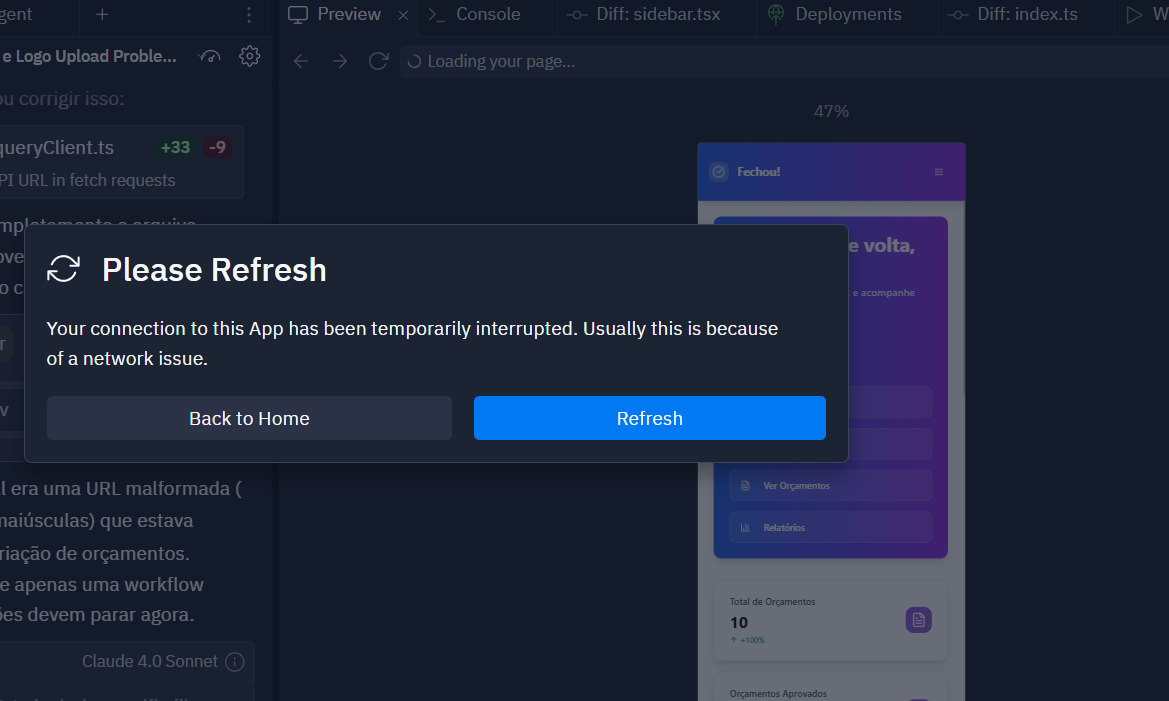 gent
Preview
Console
Diff: sidebar.tsx
Deployments
Diff: index.ts
W
e Logo Upload Proble...
Loading your page...
ou corrigir isso:
47%
queryClient.ts +33 -9
PI URL in fetch requests
Fechou!
e volta,
e acompanhe
Please Refresh
Your connection to this App has been temporarily interrupted. Usually this is because
of a network issue.
Back to Home
Refresh
Ver Orçamentos
Relatórios
l era uma URL malformada (
maiúsculas) que estava
riação de orçamentos.
e apenas uma workflow
ões devem parar agora.
Total de Orçamentos
10
+100%
Claude 4.0 Sonnet
Orçamentos Aprovados